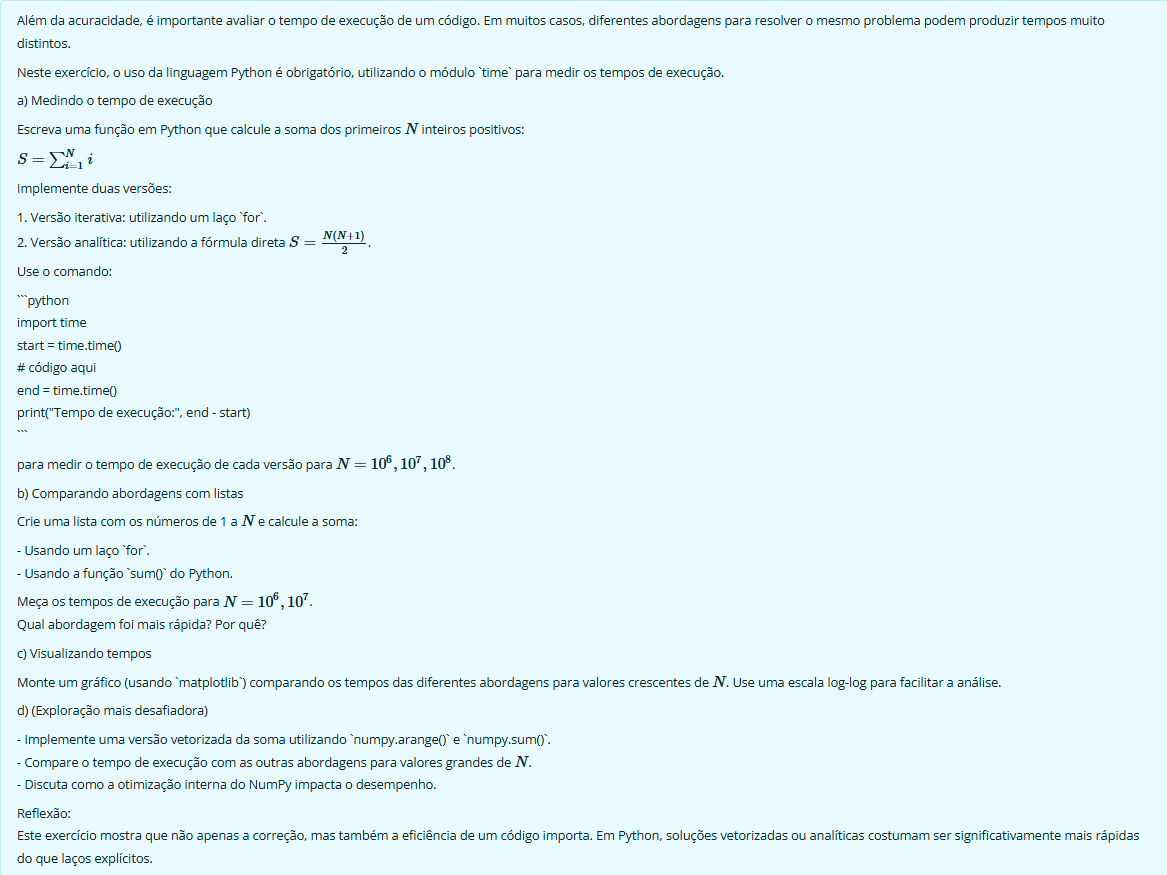 Além da acuracidade, é importante avaliar o tempo de execução de um código. Em muitos casos, diferentes abordagens para resolver o mesmo problema podem produzir tempos muito
distintos.
Neste exercício, o uso da linguagem Python é obrigatório, utilizando o módulo `time` para medir os tempos de execução.
a) Medindo o tempo de execução
Escreva uma função em Python que calcule a soma dos primeiros N inteiros positivos:
S = ∑_{i=1}^{N} i
Implemente duas versões:
1. Versão iterativa: utilizando um laço `for`.
2. Versão analítica: utilizando a fórmula direta S = \frac{N(N+1)}{2}.
Use o comando:
```python
import time
start = time.time()
# código aqui
end = time.time()
print("Tempo de execução:", end - start)
```
para medir o tempo de execução de cada versão para N = 10^6, 10^7, 10^8.
b) Comparando abordagens com listas
Crie uma lista com os números de 1 a N e calcule a soma:
- Usando um laço `for`.
- Usando a função `sum()` do Python.
Meça os tempos de execução para N = 10^6, 10^7.
Qual abordagem foi mais rápida? Por quê?
c) Visualizando tempos
Monte um gráfico (usando `matplotlib`) comparando os tempos das diferentes abordagens para valores crescentes de N. Use uma escala log-log para facilitar a análise.
d) (Exploração mais desafiadora)
- Implemente uma versão vetorizada da soma utilizando `numpy.arange()` e `numpy.sum()`.
- Compare o tempo de execução com as outras abordagens para valores grandes de N.
- Discuta como a otimização interna do NumPy impacta o desempenho.
Reflexão:
Este exercício mostra que não apenas a correção, mas também a eficiência de um código importa. Em Python, soluções vetorizadas ou analíticas costumam ser significativamente mais rápidas
do que laços explícitos.